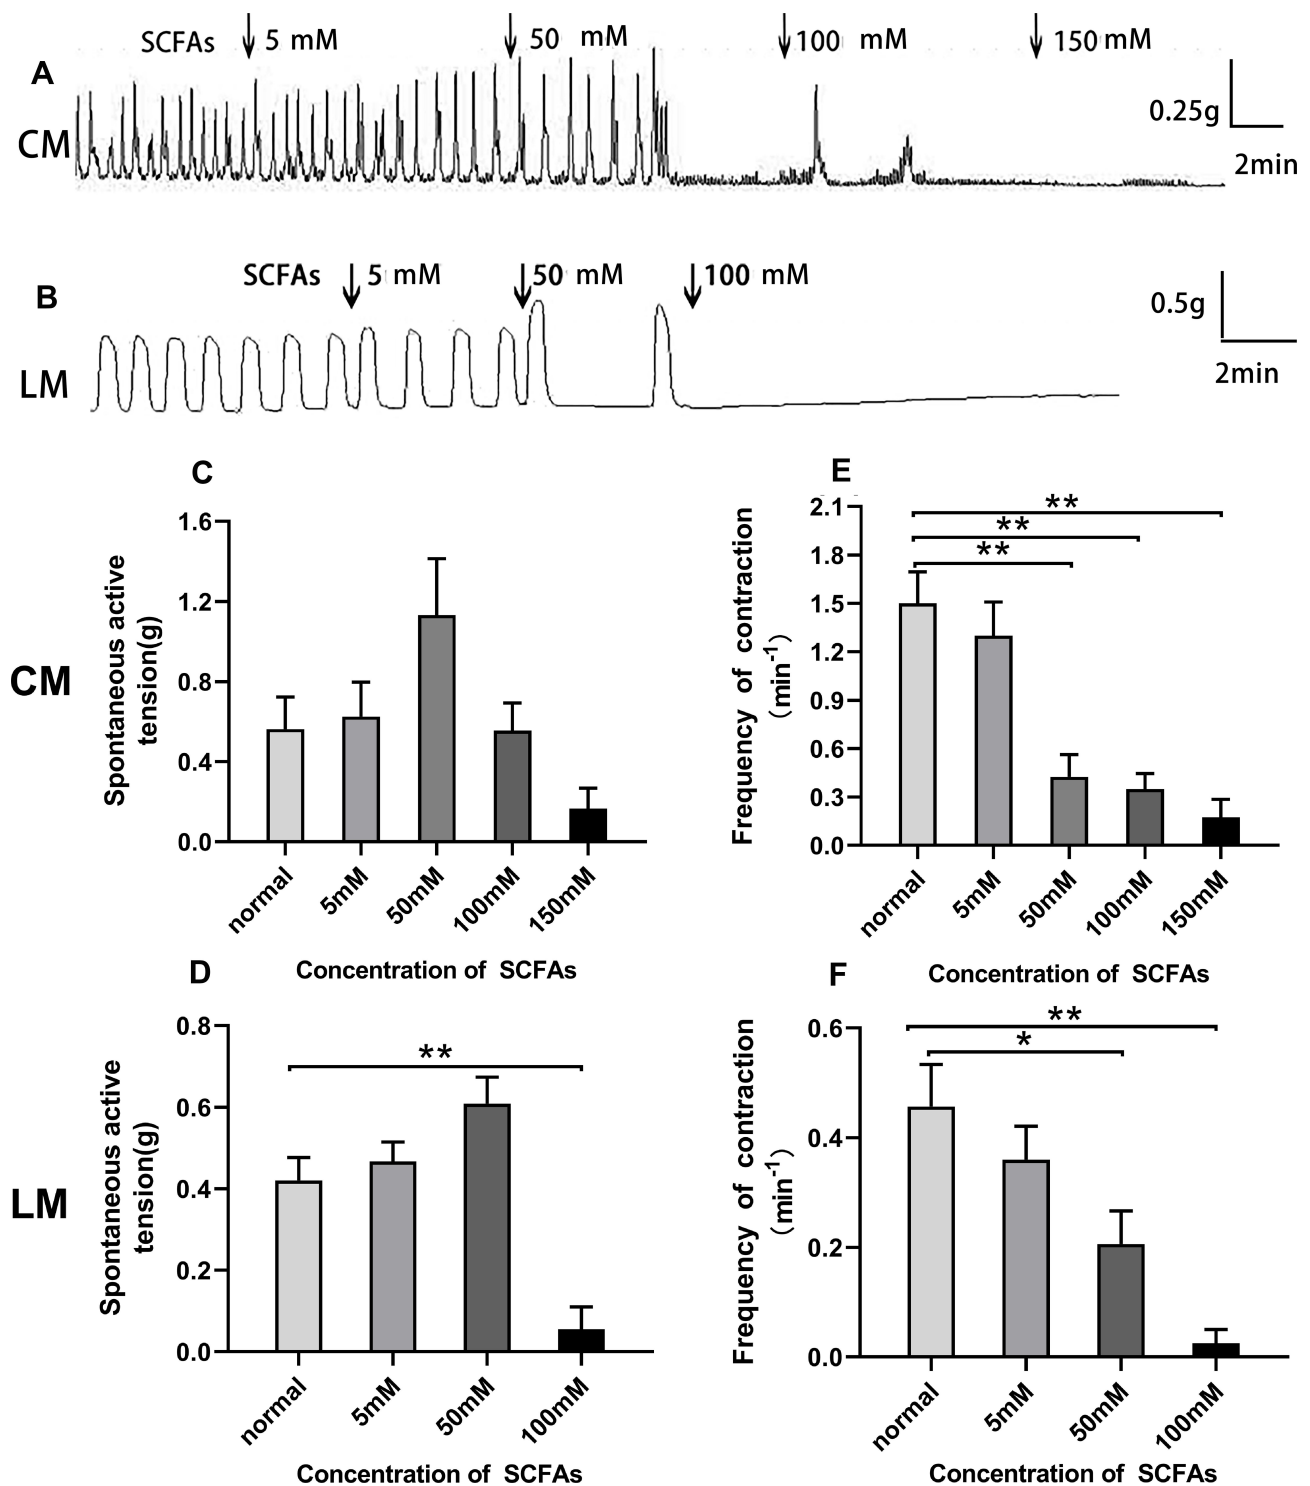 SCFAs 5 mM 50 mM 100 mM 150 mM
A
CM
0.25g
2min
SCFAs 5 mM 50 mM 100 mM
B
LM
0.5g
2min
C
CM
Spontaneous active
tension(g)
1.6
1.2
0.8
0.4
0.0
normal 5mM 50mM 100mM 150mM
Concentration of SCFAs
E
Frequency of contraction
(min-1)
2.1
1.8
1.5
1.2
0.9
0.6
0.3
0.0
**
**
**
normal 5mM 50mM 100mM 150mM
Concentration of SCFAs
D
LM
Spontaneous active
tension(g)
0.8
0.6
0.4
0.2
0.0
**
normal 5mM 50mM 100mM
Concentration of SCFAs
F
Frequency of contraction
(min-1)
0.6
0.4
0.2
0.0
**
*
normal 5mM 50mM 100mM
Concentration of SCFAs